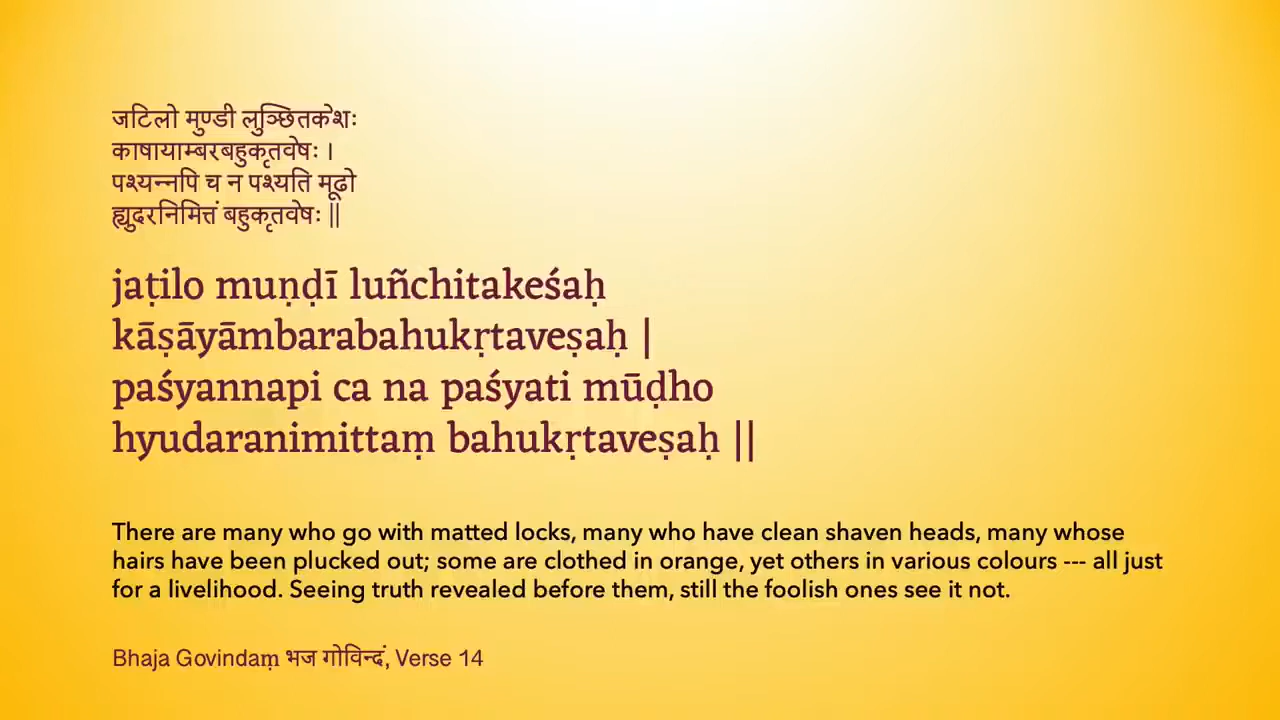 जटिलो मुण्डी लुञ्छितकेशः
काषायाम्बरबहुकृतवेषः ।
पश्यन्नपि च न पश्यति मूढो
ह्युदरनिमित्तं बहुकृतवेषः ||
jaṭilo muṇḍī luñchitakeśaḥ
kāṣāyāmbarabahukṛtaveṣaḥ |
paśyannapi ca na paśyati mūḍho
hyudaranimittaṃ bahukṛtaveṣaḥ ||
There are many who go with matted locks, many who have clean shaven heads, many whose
hairs have been plucked out; some are clothed in orange, yet others in various colours --- all just
for a livelihood. Seeing truth revealed before them, still the foolish ones see it not.
Bhaja Govindaṃ भज गोविन्दं, Verse 14